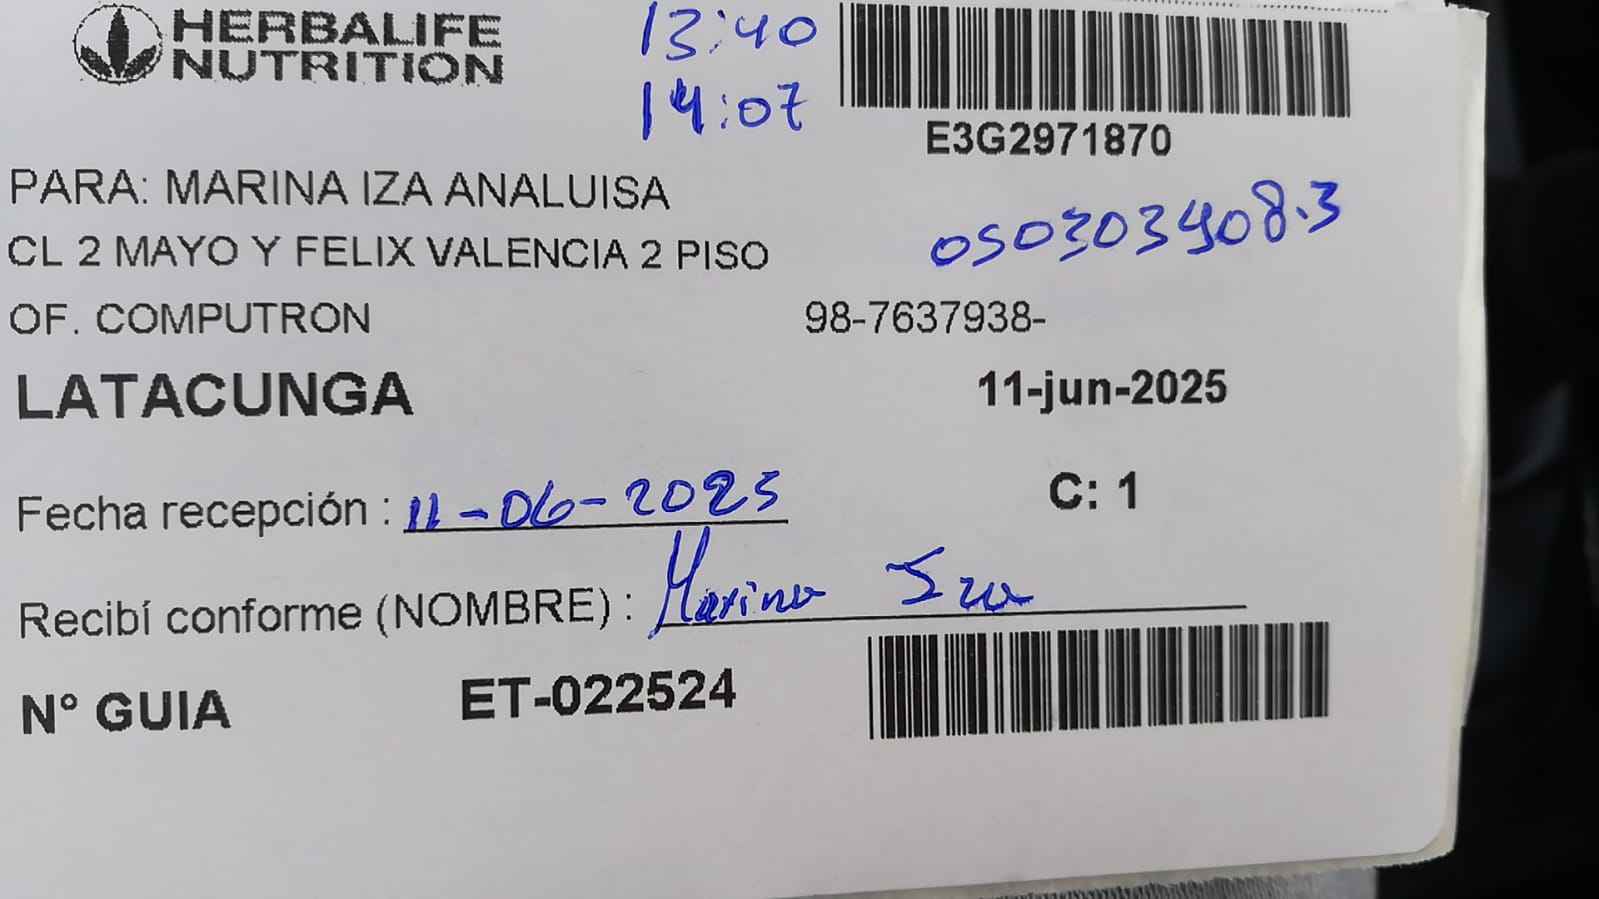 HERBALIFE
NUTRITION
13:40
14:07
E3G2971870
PARA: MARINA IZA ANALUISA
050303408-3
CL 2 MAYO Y FELIX VALENCIA 2 PISO
OF. COMPUTRON 98-7637938-
LATACUNGA 11-jun-2025
Fecha recepción : 11-06-2025 C: 1
Recibí conforme (NOMBRE) : Marina Iza
N° GUIA ET-022524